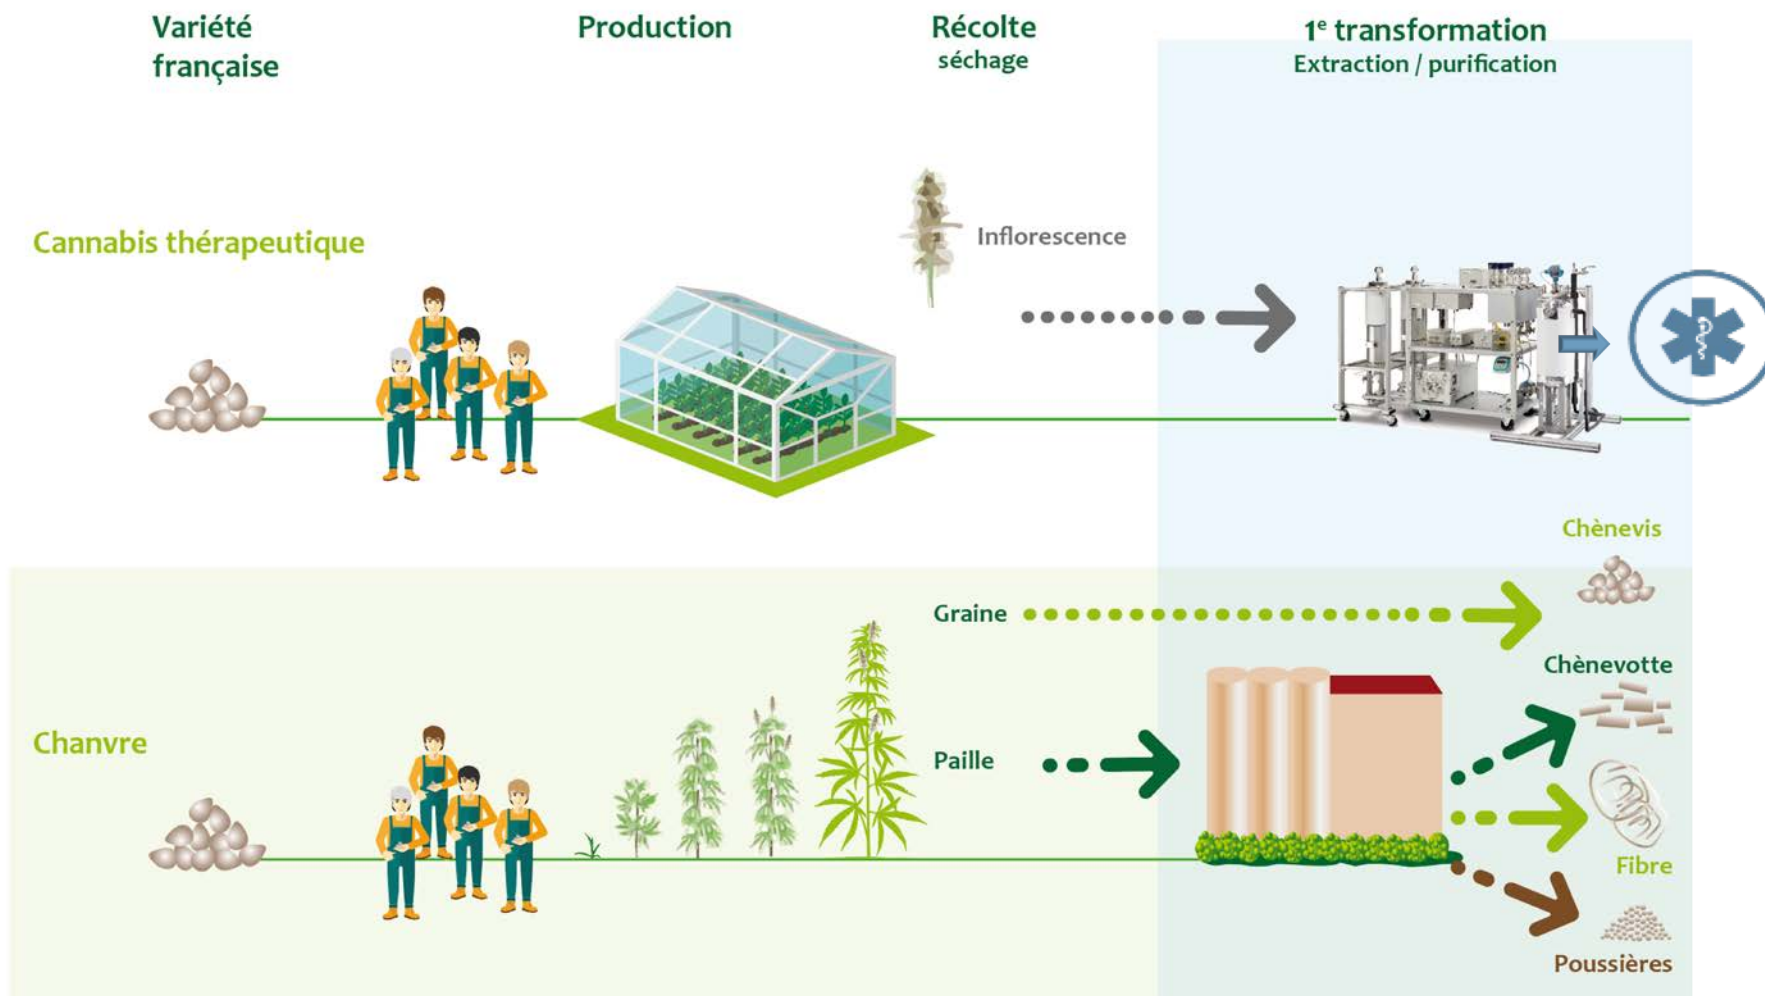 Variété
française
Production
Récolte
séchage
1e transformation
Extraction / purification
Cannabis thérapeutique
Inflorescence
Chènevis
Graine
Chènevotte
Chanvre
Paille
Fibre
Poussières